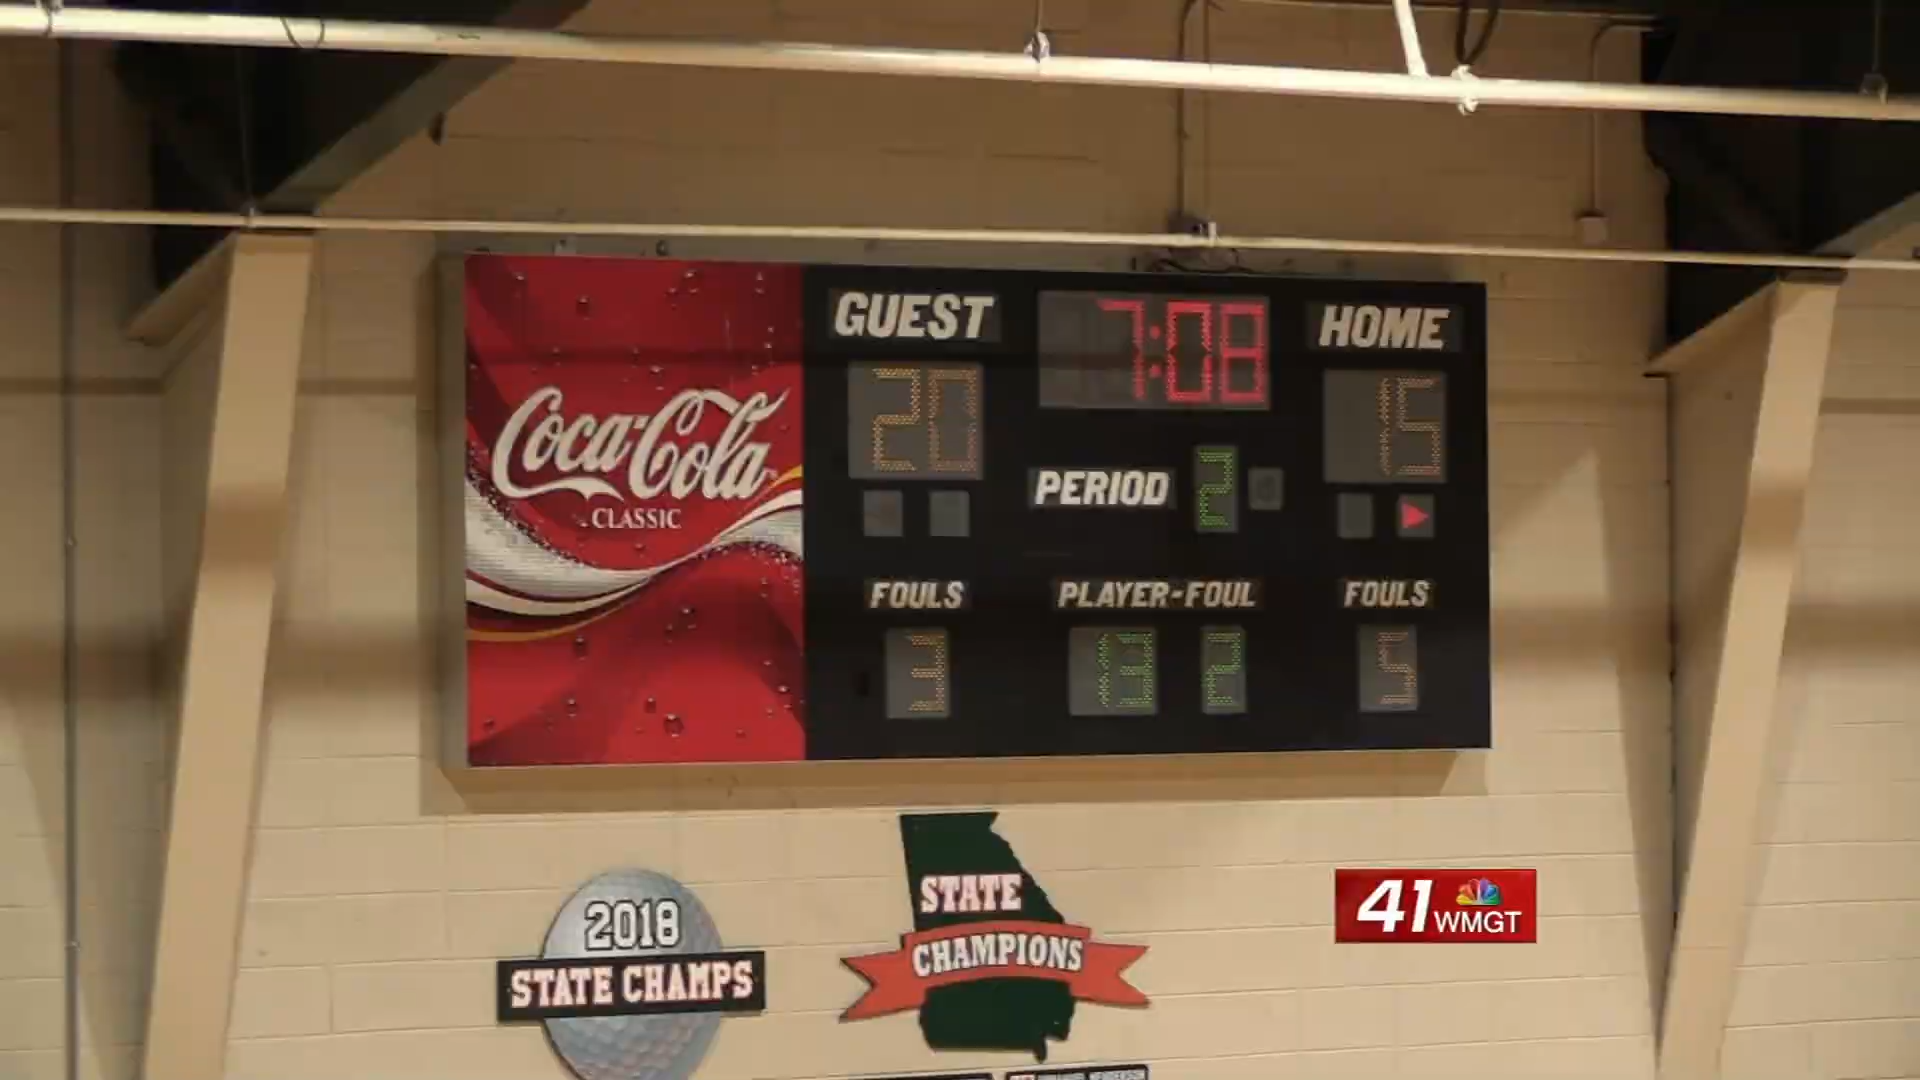 GUEST
7:08
HOME
20
15
Coca-Cola
CLASSIC
PERIOD 2
FOULS
PLAYER-FOUL
FOULS
3
13 2
5
STATE
CHAMPIONS
2018
STATE CHAMPS
41 WMGT